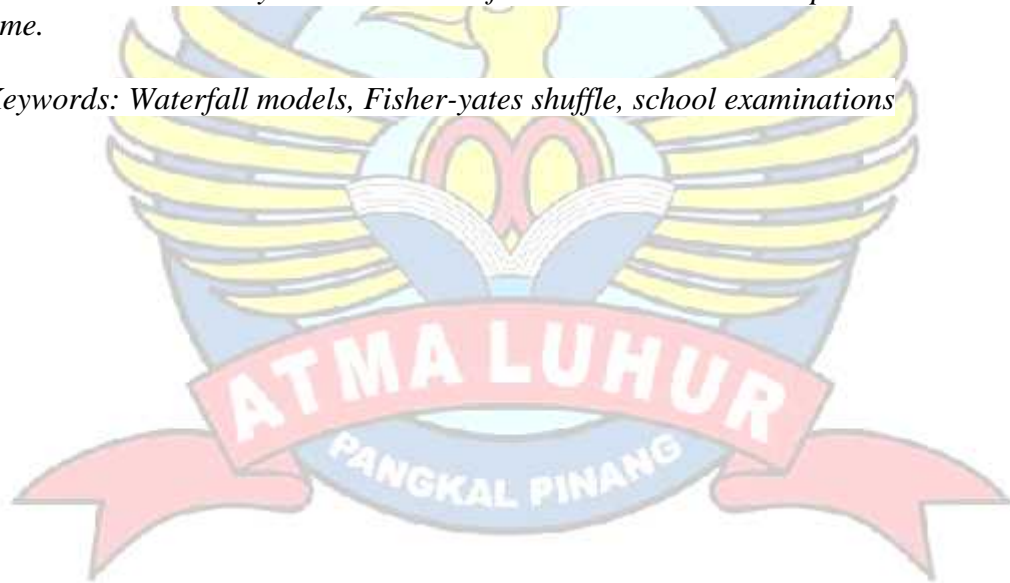 me.
Keywords: Waterfall models, Fisher-yates shuffle, school examinations
ATMA LUHUR
PANGKAL PINANG